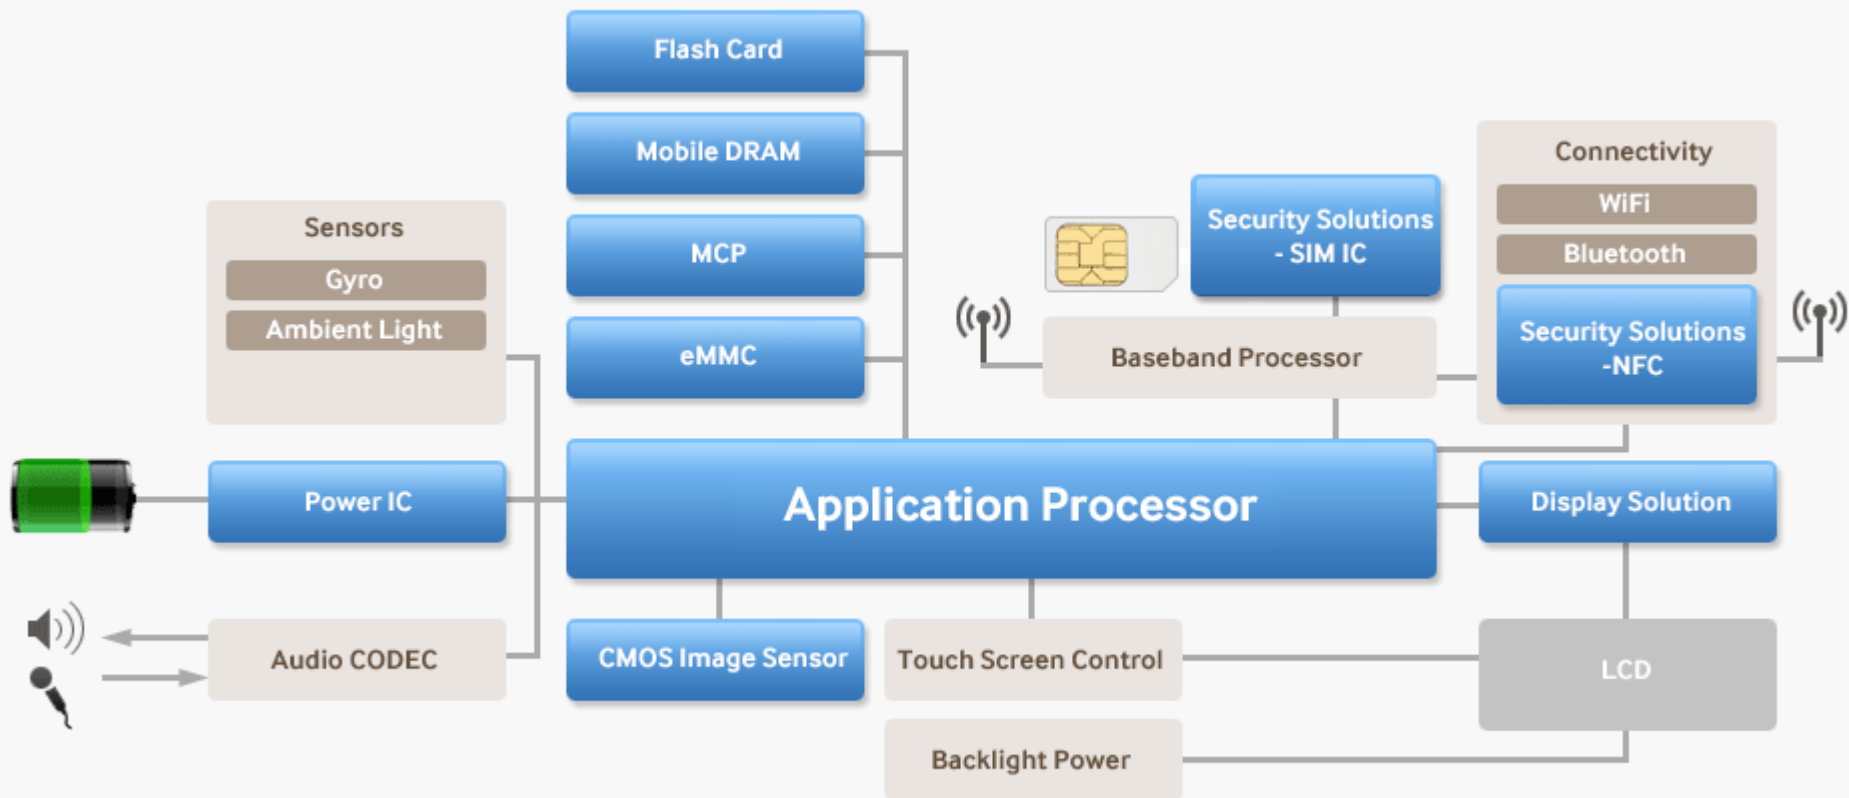 Flash Card
Mobile DRAM
MCP
eMMC
Sensors
Gyro
Ambient Light
Security Solutions
- SIM IC
Connectivity
WiFi
Bluetooth
Security Solutions
-NFC
Baseband Processor
Power IC
Application Processor
Display Solution
Audio CODEC
CMOS Image Sensor
Touch Screen Control
LCD
Backlight Power